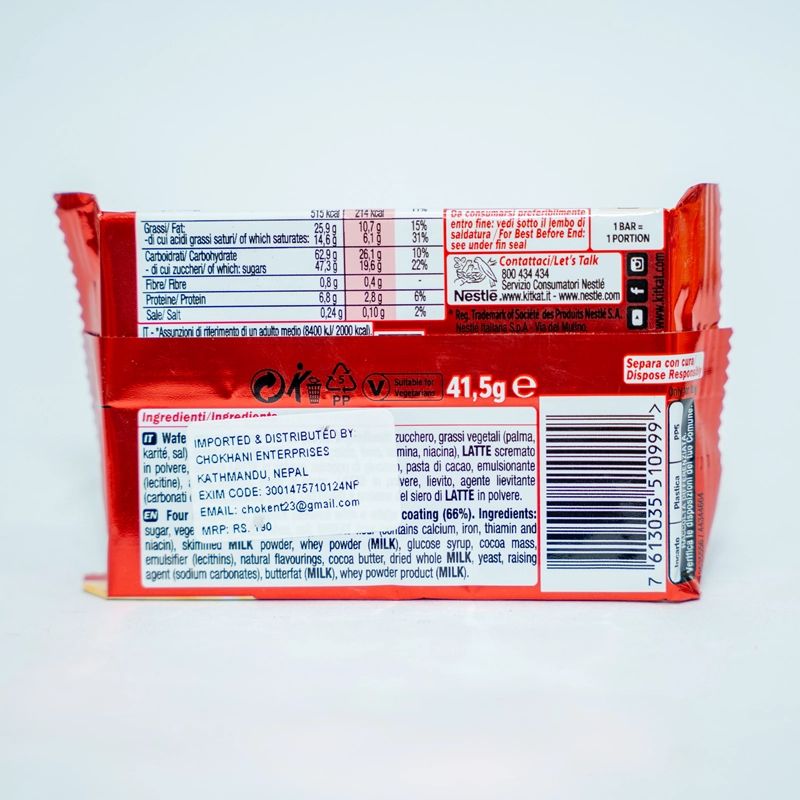 515 kcal 214 kcal
Grassi/ Fat: 25,9 g 10,7 g 15%
-di cui acidi grassi saturi/ of which saturates: 14,6 g 6,1 g 31%
Carboidrati/ Carbohydrate 62,9 g 26,1 g 10%
- di cui zuccheri/ of which: sugars 47,3 g 19,6 g 22%
Fibre/ Fibre 0,8 g 0,4 g -
Proteine/ Protein 6,8 g 2,8 g 6%
Sale/ Salt 0,24 g 0,10 g 2%
IT - *Assunzioni di riferimento di un adulto medio (8400 kJ/ 2000 kcal).
Da consumarsi preferibilmente
entro fine: vedi sotto il lembo di
saldatura / For Best Before End:
see under fin seal
1 BAR =
1 PORTION
Contattaci/Let's Talk
800 434 434
Servizio Consumatori Nestlé
Nestlé www.kitkat.it - www.nestle.com
* Reg. Trademark of Société des Produits Nestlé S.A.
Nestlé Italiana S.p.A.- Via del Mulino,
www.kitkat.com
Separa con cura
Dispose
5
PP
V
Suitable for
vegetarians
41,5g e
Ingredienti/Ingredients
IT Wafe zucchero, grassi vegetali (palma,
karité, sal) mina, niacina), LATTE scremato
in polvere, , pasta di cacao, emulsionante
(lecitine), vere, lievito, agente lievitante
(carbonati el siero di LATTE in polvere.
EN Four coating (66%). Ingredients:
sugar, vege (contains calcium, iron, thiamin and
niacin), skimmed MILK powder, whey powder (MILK), glucose syrup, cocoa mass,
emulsifier (lecithins), natural flavourings, cocoa butter, dried whole MILK, yeast, raising
agent (sodium carbonates), butterfat (MILK), whey powder product (MILK).
IMPORTED & DISTRIBUTED BY:
CHOKHANI ENTERPRISES
KATHMANDU, NEPAL
EXIM CODE: 3001475710124NP
EMAIL: chokent23@gmail.com
MRP: RS. 190
7 613035 510999 >
Incarto Plastica PP5
Verifica le disposizioni del tuo Comune.